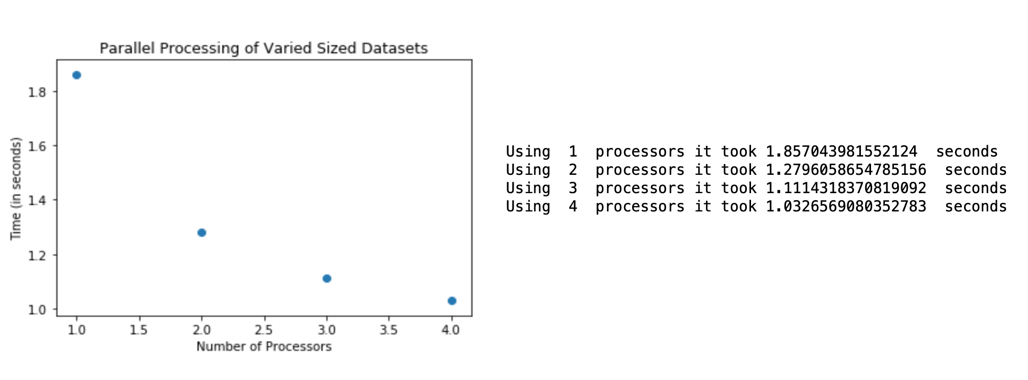 Parallel Processing of Varied Sized Datasets
Time (in seconds)
1.8
1.6
1.4
1.2
1.0
1.0 1.5 2.0 2.5 3.0 3.5 4.0
Number of Processors
Using 1 processors it took 1.857043981552124 seconds
Using 2 processors it took 1.2796058654785156 seconds
Using 3 processors it took 1.1114318370819092 seconds
Using 4 processors it took 1.0326569080352783 seconds